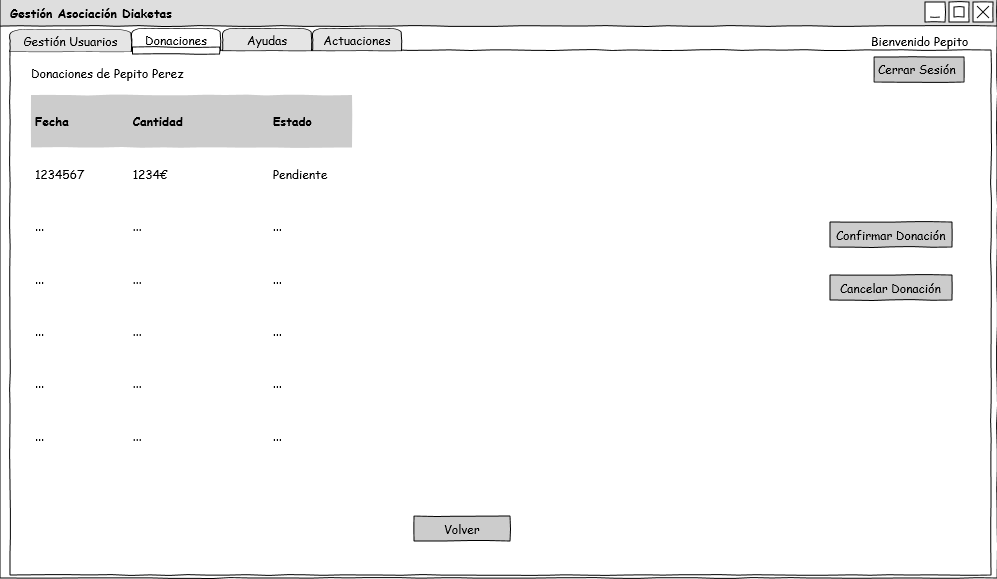 Gestión Asociación Diaketas
Gestión Usuarios Donaciones Ayudas Actuaciones Bienvenido Pepito
Cerrar Sesión
Donaciones de Pepito Perez
Fecha Cantidad Estado
1234567 1234€ Pendiente
... ... ...
Confirmar Donación
... ... ...
Cancelar Donación
... ... ...
... ... ...
... ... ...
Volver